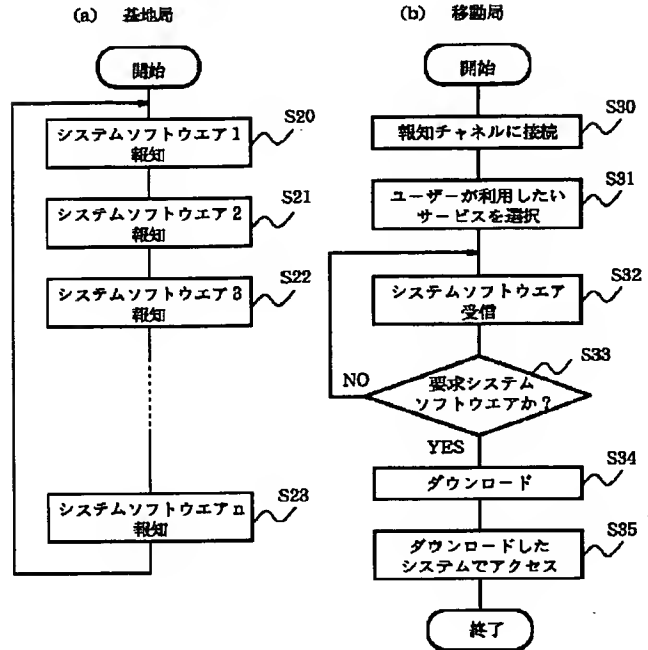 (a) 基地局
開始
システムソフトウエア1
報知
S20
システムソフトウエア2
報知
S21
システムソフトウエア3
報知
S22
システムソフトウエアn
報知
S23
(b) 移動局
開始
報知チャネルに接続
S30
ユーザーが利用したい
サービスを選択
S31
システムソフトウエア
受信
S32
要求システム
ソフトウエアか?
S33
NO
YES
ダウンロード
S34
ダウンロードした
システムでアクセス
S35
終了